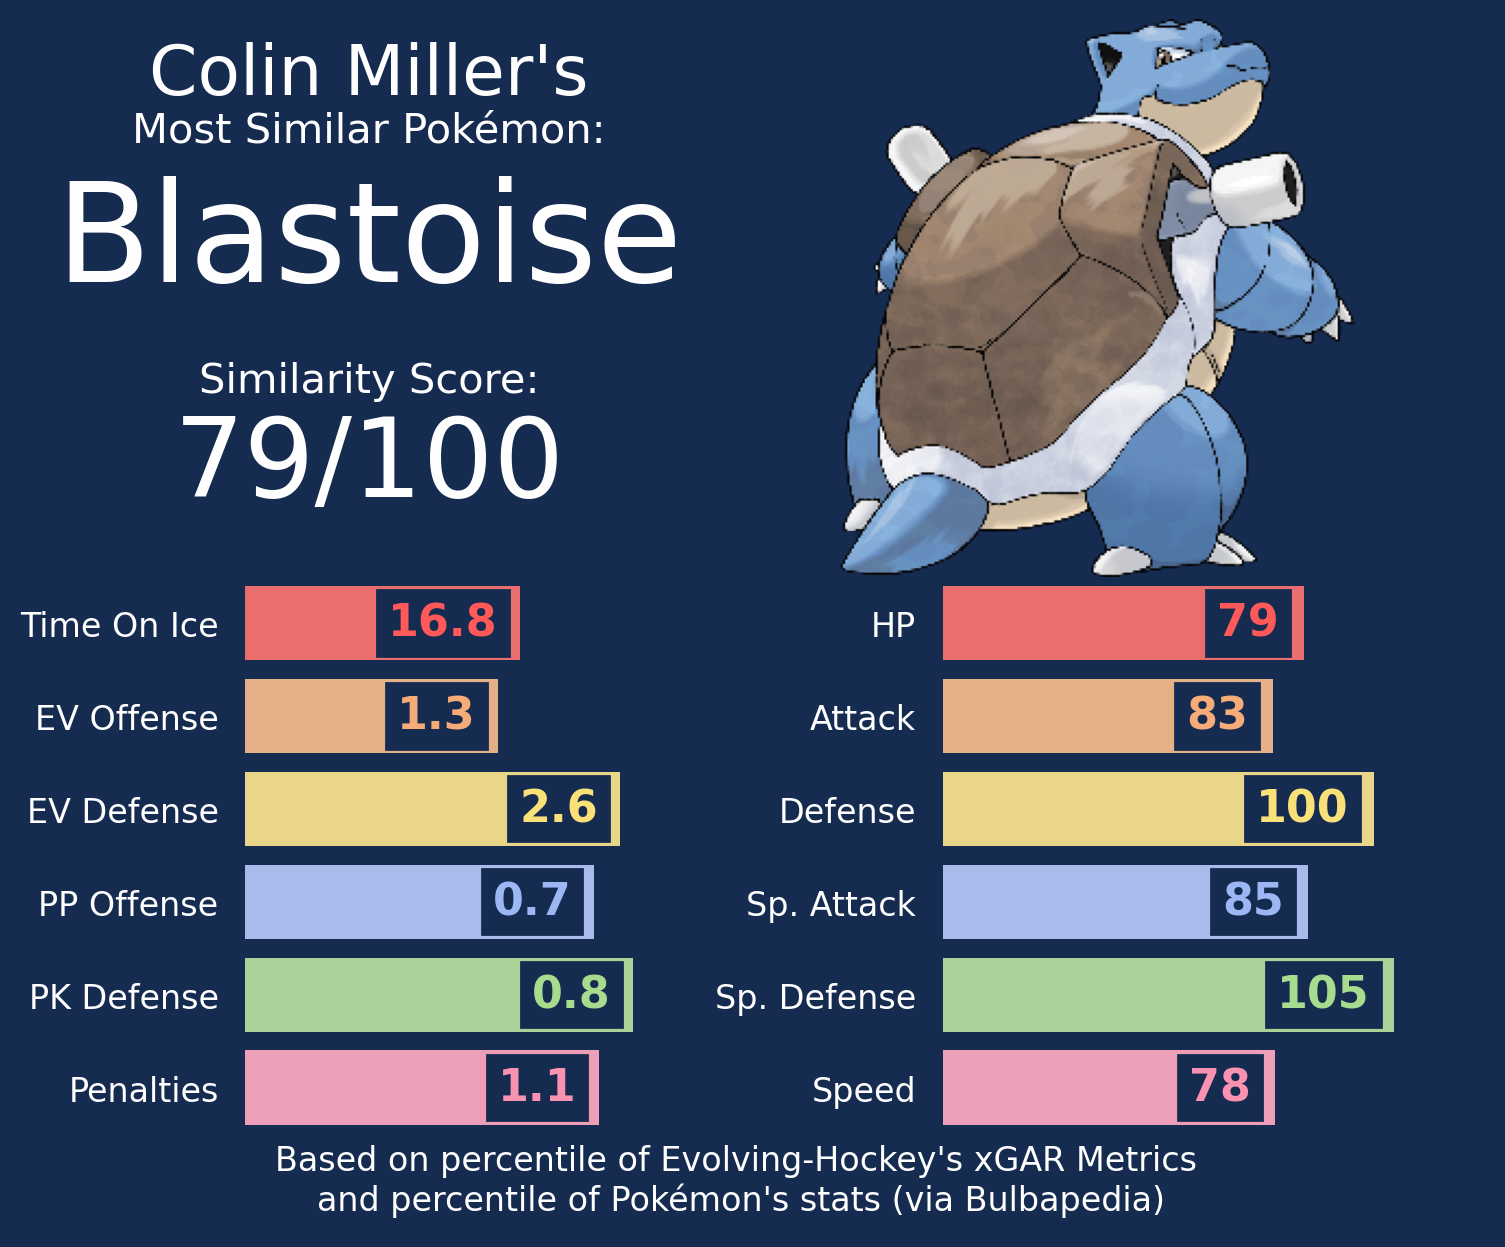 Colin Miller's
Most Similar Pokémon:
Blastoise
Similarity Score:
79/100
Time On Ice 16.8
EV Offense 1.3
EV Defense 2.6
PP Offense 0.7
PK Defense 0.8
Penalties 1.1
HP 79
Attack 83
Defense 100
Sp. Attack 85
Sp. Defense 105
Speed 78
Based on percentile of Evolving-Hockey's xGAR Metrics
and percentile of Pokémon's stats (via Bulbapedia)